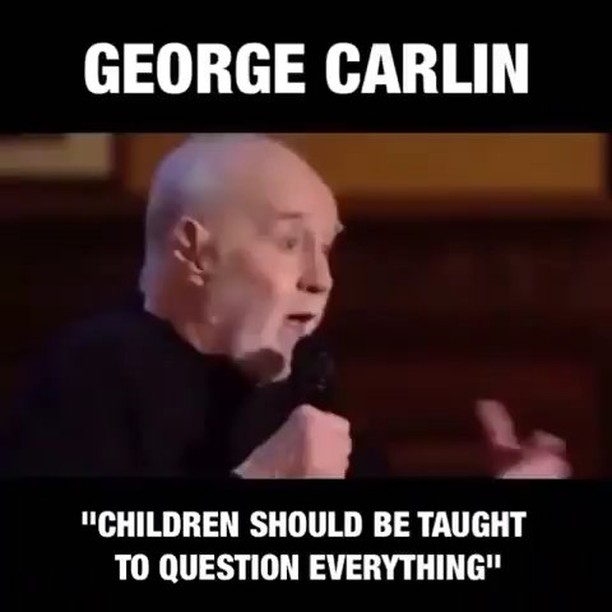 GEORGE CARLIN
"CHILDREN SHOULD BE TAUGHT
TO QUESTION EVERYTHING"